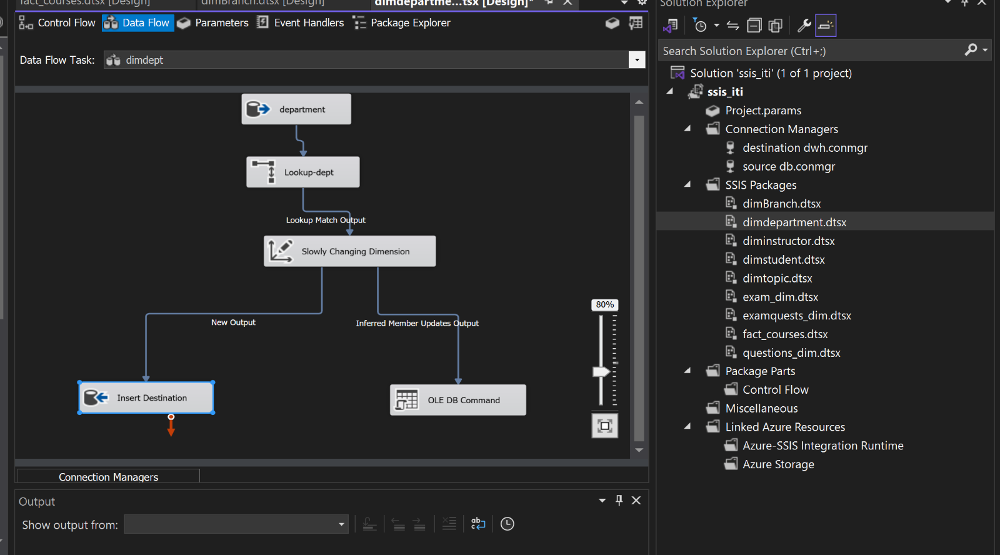 fact_courses.dtsx [Design]
dimBranch.dtsx [Design]
dimdepartme...tsx [Design]*
Control Flow
Data Flow
Parameters
Event Handlers
Package Explorer
Data Flow Task:
dimdept
department
Lookup-dept
Lookup Match Output
Slowly Changing Dimension
New Output
Inferred Member Updates Output
Insert Destination
OLE DB Command
80%
Connection Managers
Output
Show output from:
Solution Explorer
Search Solution Explorer (Ctrl+;)
Solution 'ssis_iti' (1 of 1 project)
ssis_iti
Project.params
Connection Managers
destination dwh.conmgr
source db.conmgr
SSIS Packages
dimBranch.dtsx
dimdepartment.dtsx
diminstructor.dtsx
dimstudent.dtsx
dimtopic.dtsx
exam_dim.dtsx
examquests_dim.dtsx
fact_courses.dtsx
questions_dim.dtsx
Package Parts
Control Flow
Miscellaneous
Linked Azure Resources
Azure-SSIS Integration Runtime
Azure Storage